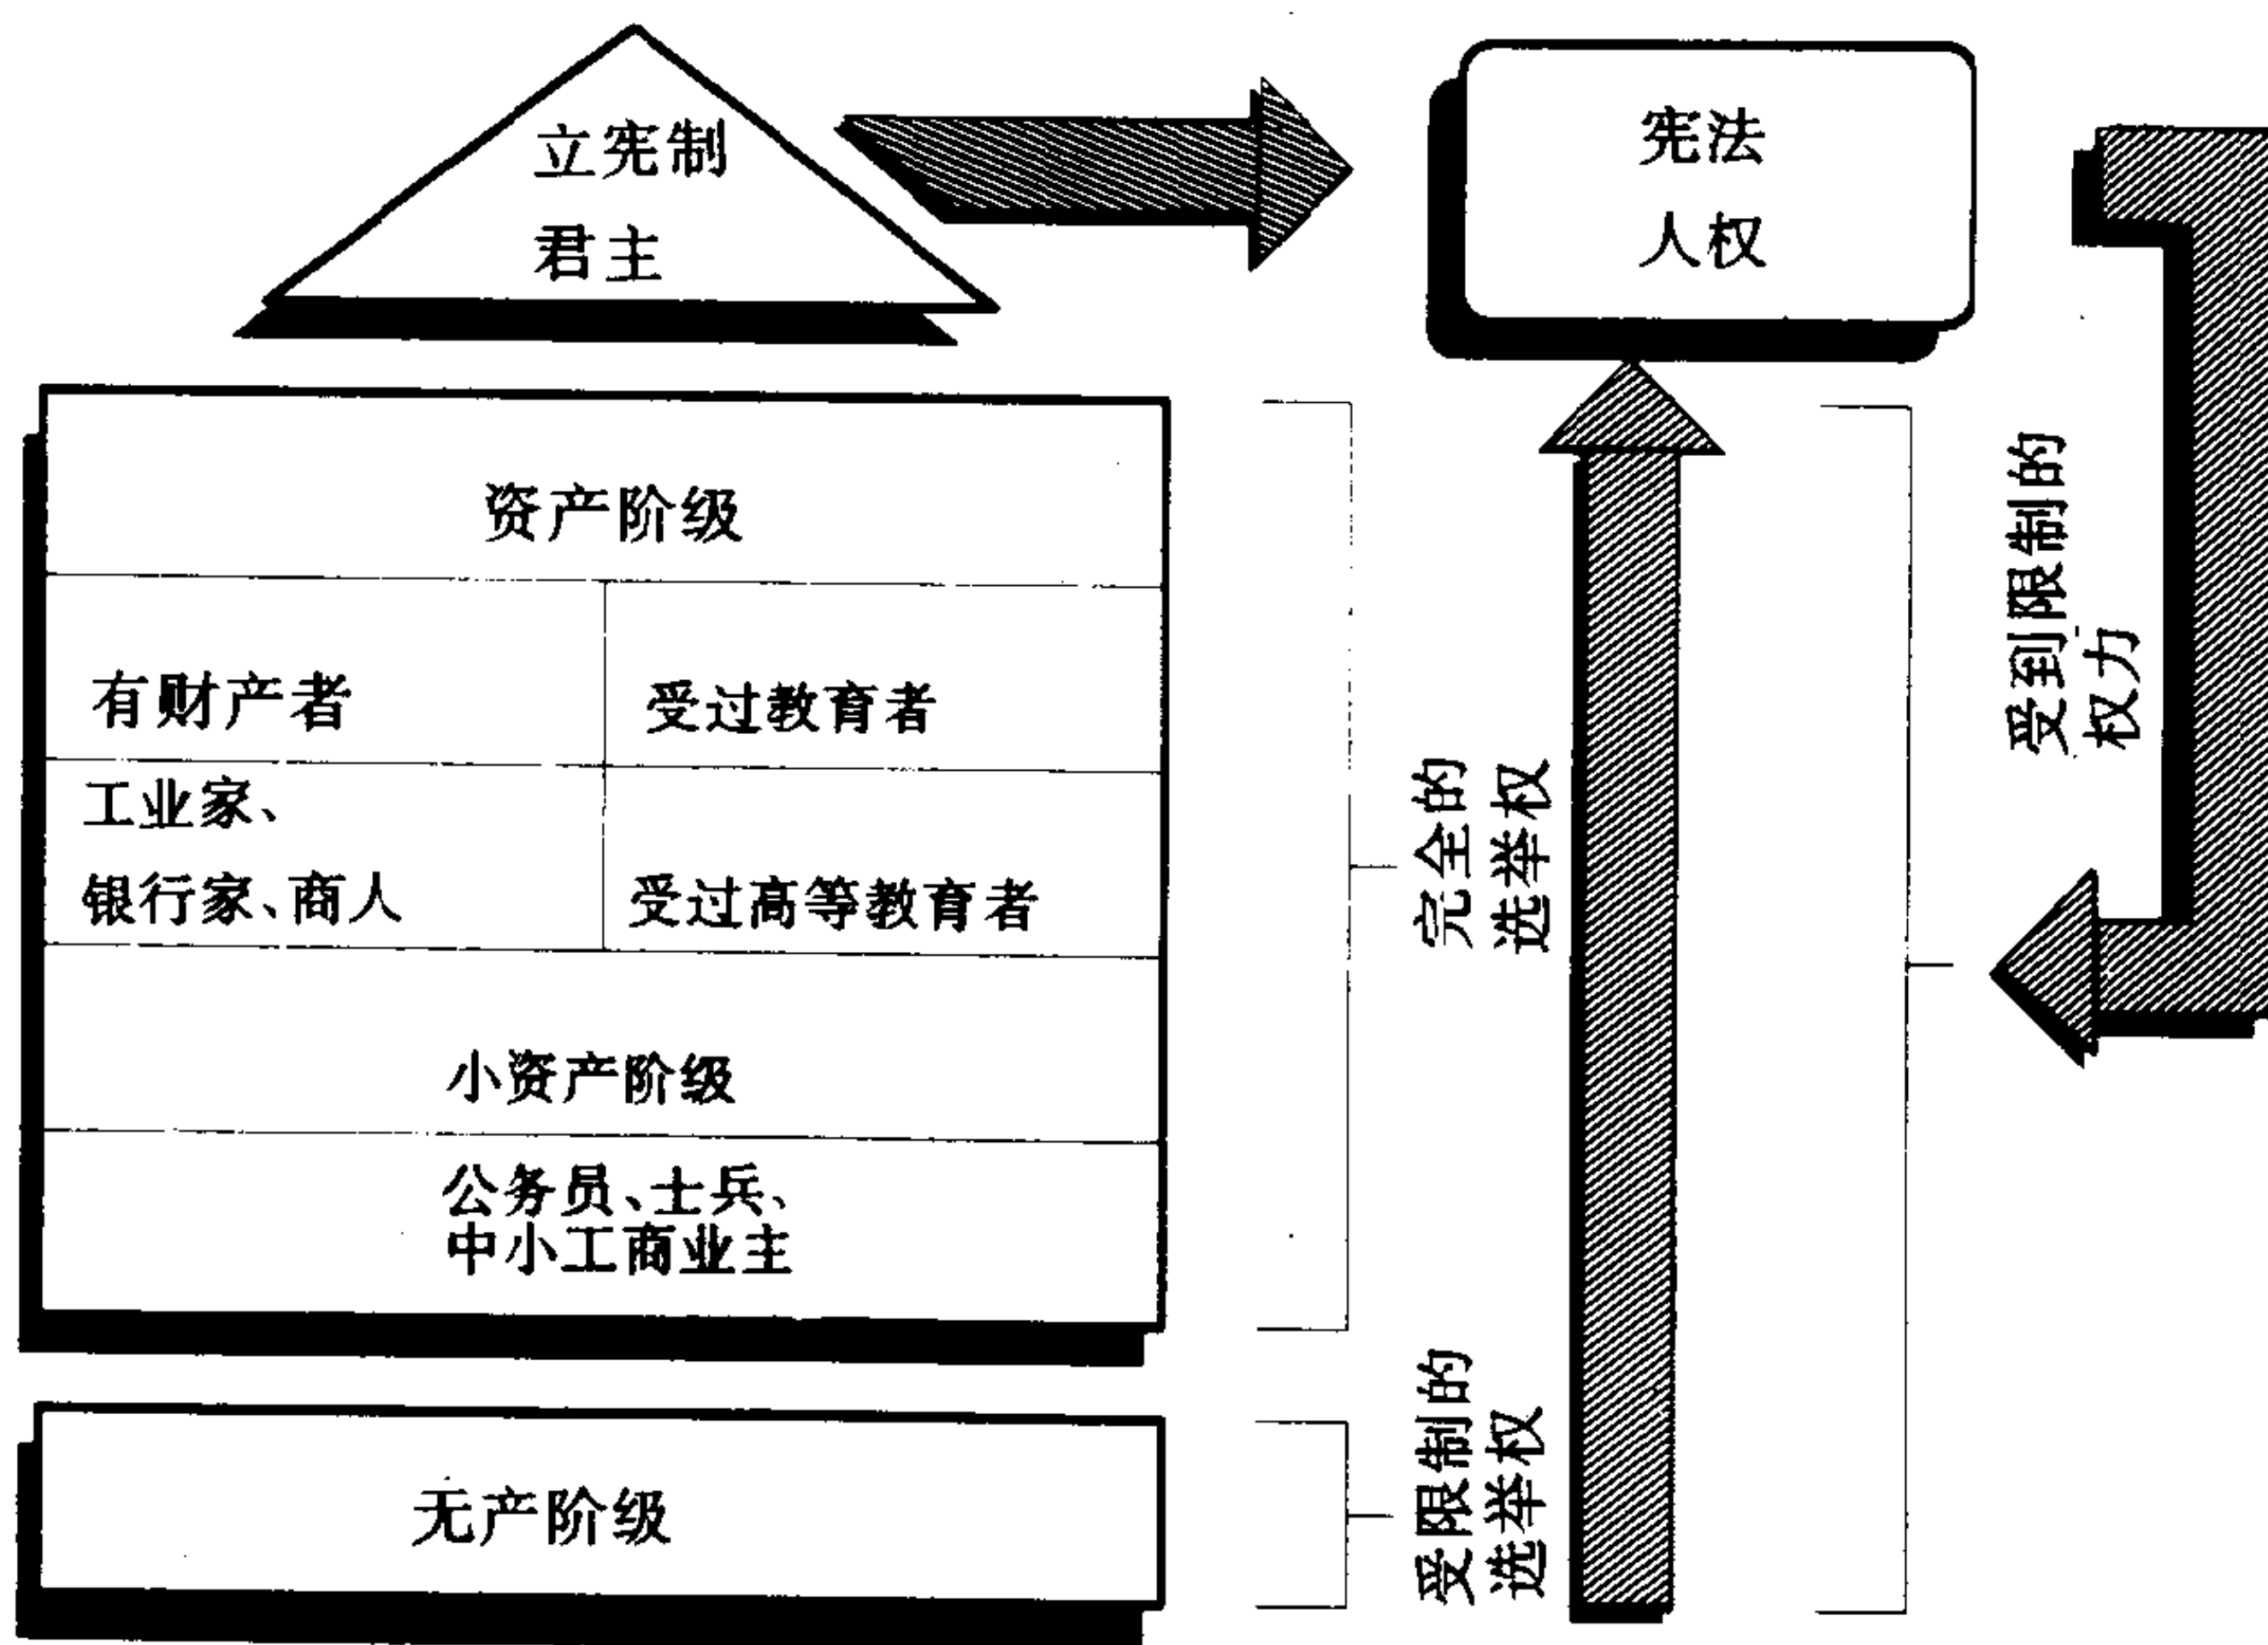 立宪制
君主
宪法
人权
资产阶级
有财产者
受过教育者
工业家、
银行家、商人
受过高等教育者
小资产阶级
公务员、士兵、
中小工商业主
无产阶级
完全的
选举权
受限制的
选举权
受到限制的
权力